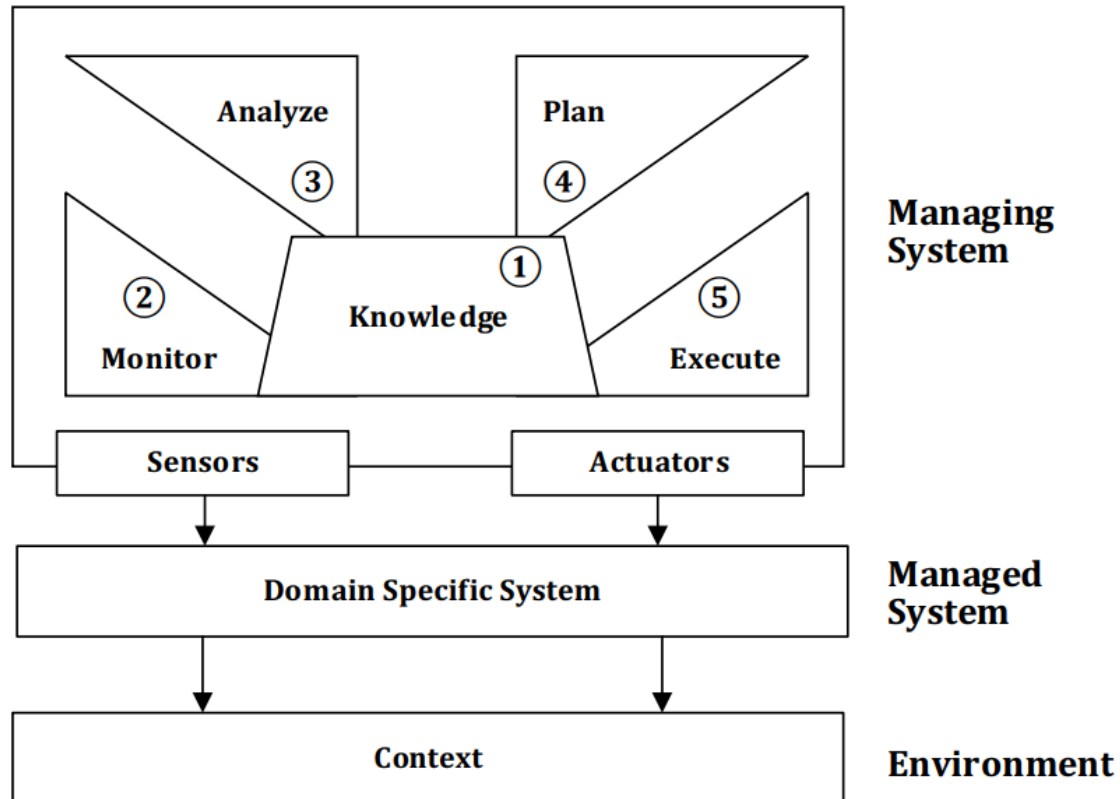 Analyze
Plan
③
④
Managing
System
①
②
⑤
Knowledge
Monitor
Execute
Sensors
Actuators
Domain Specific System
Managed
System
Context
Environment